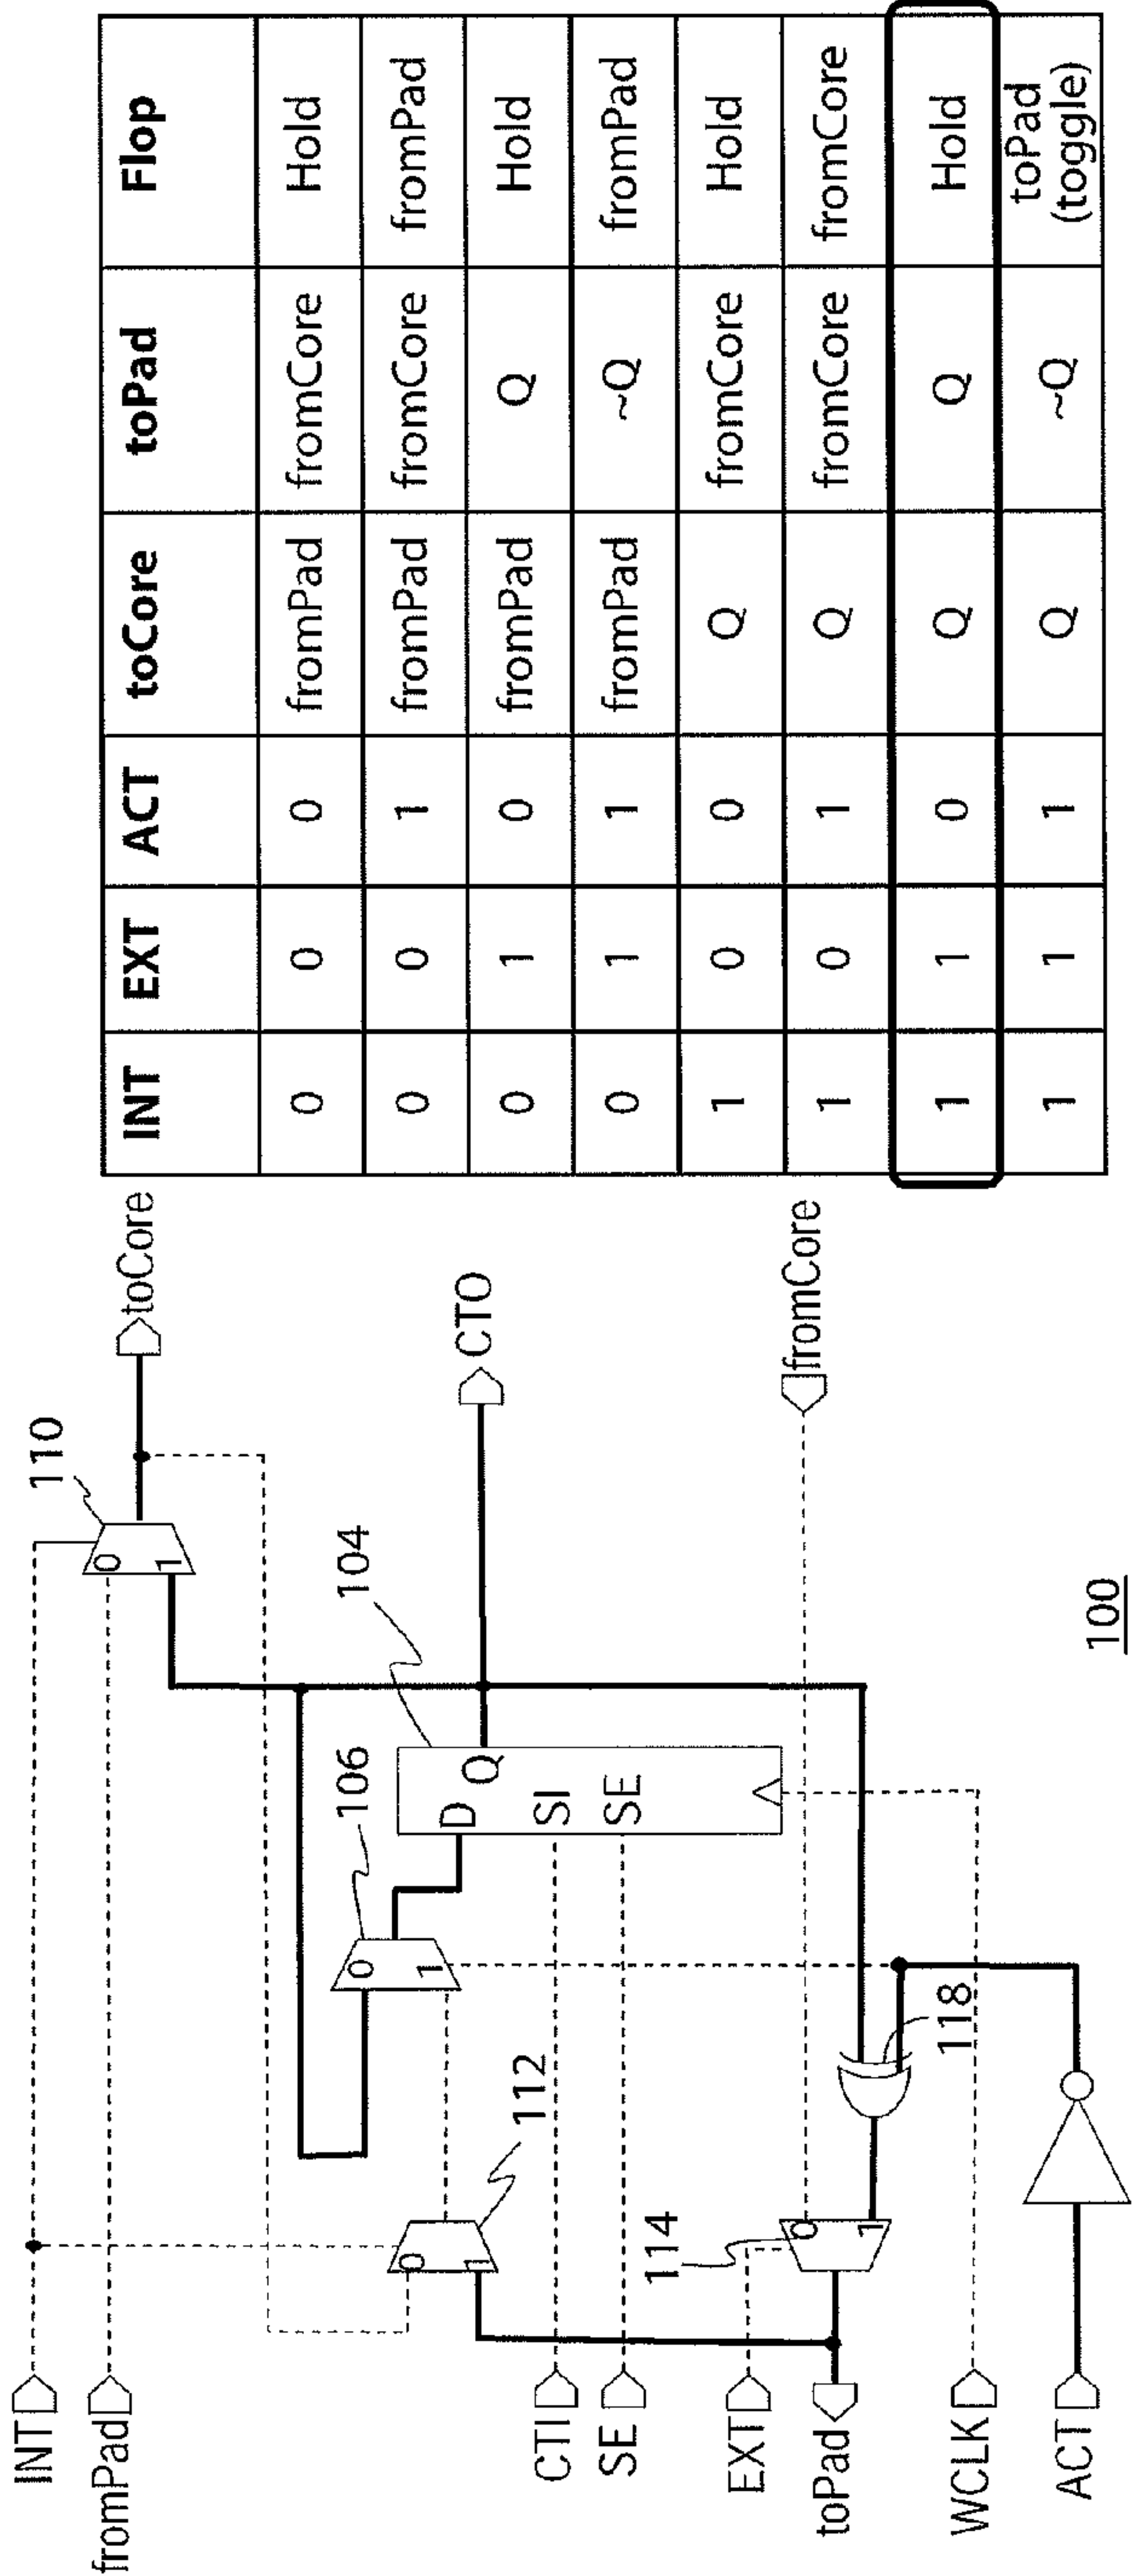 INT
fromPad
CTI
SE
EXT
toPad
WCLK
ACT
110
0
1
toCore
112
0
1
106
0
1
104
D
Q
SI
SE
CTO
114
0
1
118
fromCore
100
INT EXT ACT toCore toPad Flop
0 0 0 fromPad fromCore Hold
0 0 1 fromPad fromCore fromPad
0 1 0 fromPad Q Hold
0 1 1 fromPad ~Q fromPad
1 0 0 Q fromCore Hold
1 0 1 Q fromCore fromCore
1 1 0 Q Q Hold
1 1 1 Q ~Q toPad
(toggle)